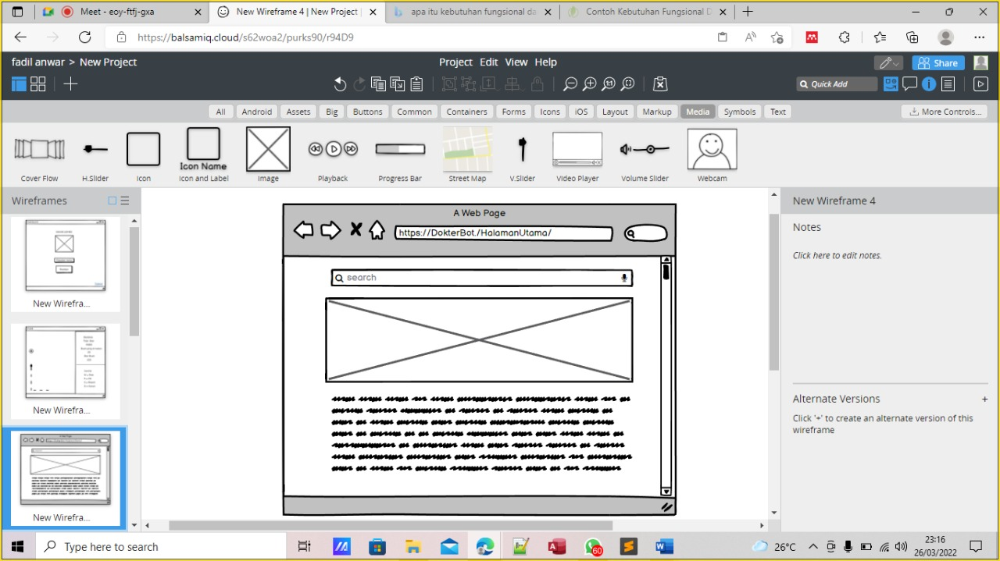 Meet - eoy-ftfj-gxa
New Wireframe 4 | New Project |
apa itu kebutuhan fungsional da
Contoh Kebutuhan Fungsional D
https://balsamiq.cloud/s62woa2/purks90/r94D9
fadil anwar > New Project
Project Edit View Help
Share
Quick Add
All Android Assets Big Buttons Common Containers Forms Icons iOS Layout Markup Media Symbols Text
More Controls...
Icon Name
Cover Flow H.Slider Icon Icon and Label Image Playback Progress Bar Street Map V.Slider Video Player Volume Slider Webcam
Wireframes
New Wirefra...
New Wirefra...
New Wirefra...
A Web Page
https://DokterBot./HalamanUtama/
search
New Wireframe 4
Notes
Click here to edit notes.
Alternate Versions +
Click '+' to create an alternate version of this
wireframe
Type here to search
60
26°C
23:16
26/03/2022